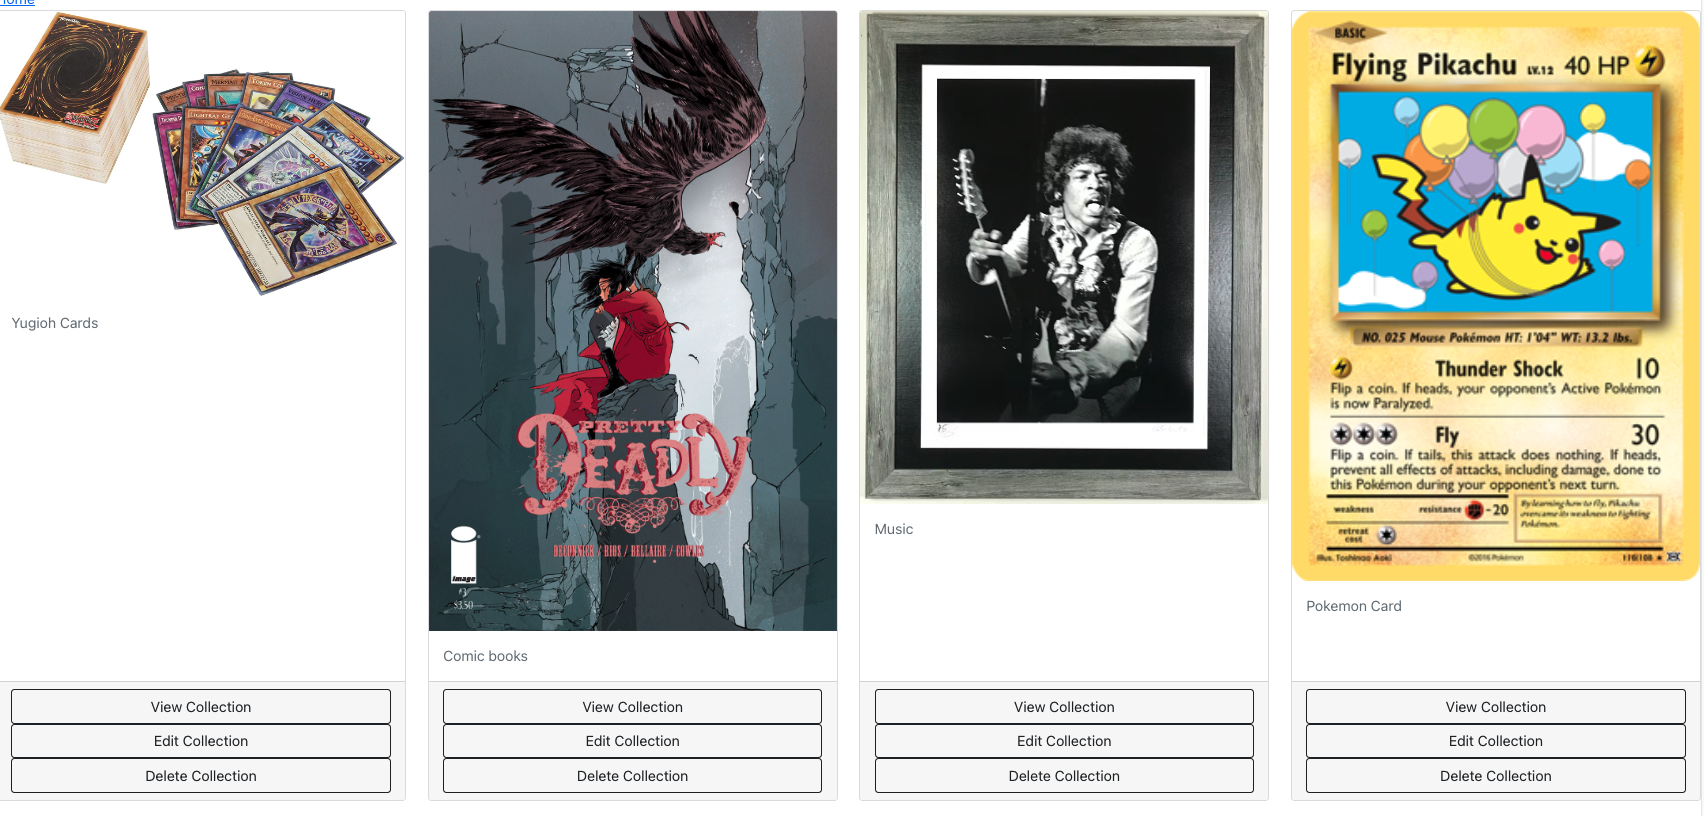 Home
Yugioh Cards
View Collection
Edit Collection
Delete Collection
PRETTY
DEADLY
DECONNICK / RIOS / BELLAIRE / COWLES
image
#3
$3.50
Comic books
View Collection
Edit Collection
Delete Collection
Music
View Collection
Edit Collection
Delete Collection
BASIC
Flying Pikachu LV.12 40 HP
NO. 025 Mouse Pokémon HT: 1'04" WT: 13.2 lbs.
Thunder Shock 10
Flip a coin. If heads, your opponent's Active Pokémon
is now Paralyzed.
Fly 30
Flip a coin. If tails, this attack does nothing. If heads,
prevent all effects of attacks, including damage, done to
this Pokémon during your opponent's next turn.
weakness resistance -20
retreat
cost
By learning how to fly, Pikachu
overcame its weakness to Fighting
Pokémon.
Illus. Toshinao Aoki ©2016 Pokémon 110/108
Pokemon Card
View Collection
Edit Collection
Delete Collection